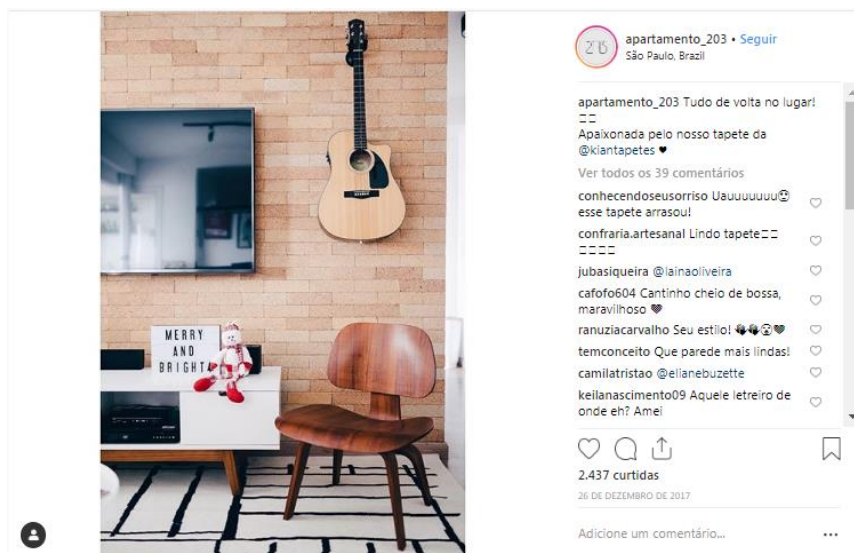 apartamento_203 • Seguir
São Paulo, Brazil
apartamento_203 Tudo de volta no lugar!
Apaixonada pelo nosso tapete da
@kiantapetes ♥
Ver todos os 39 comentários
conhecendoseusorriso Uauuuuuuu
esse tapete arrasou!
confraria.artesanal Lindo tapete
jubasiqueira @lainaoliveira
cafofo604 Cantinho cheio de bossa,
maravilhoso
ranuziacarvalho Seu estilo!
temconceito Que parede mais lindas!
camilatristao @elianebuzette
keilanascimento09 Aquele letreiro de
onde eh? Amei
2.437 curtidas
26 DE DEZEMBRO DE 2017
Adicione um comentário...
MERRY
AND
BRIGHT